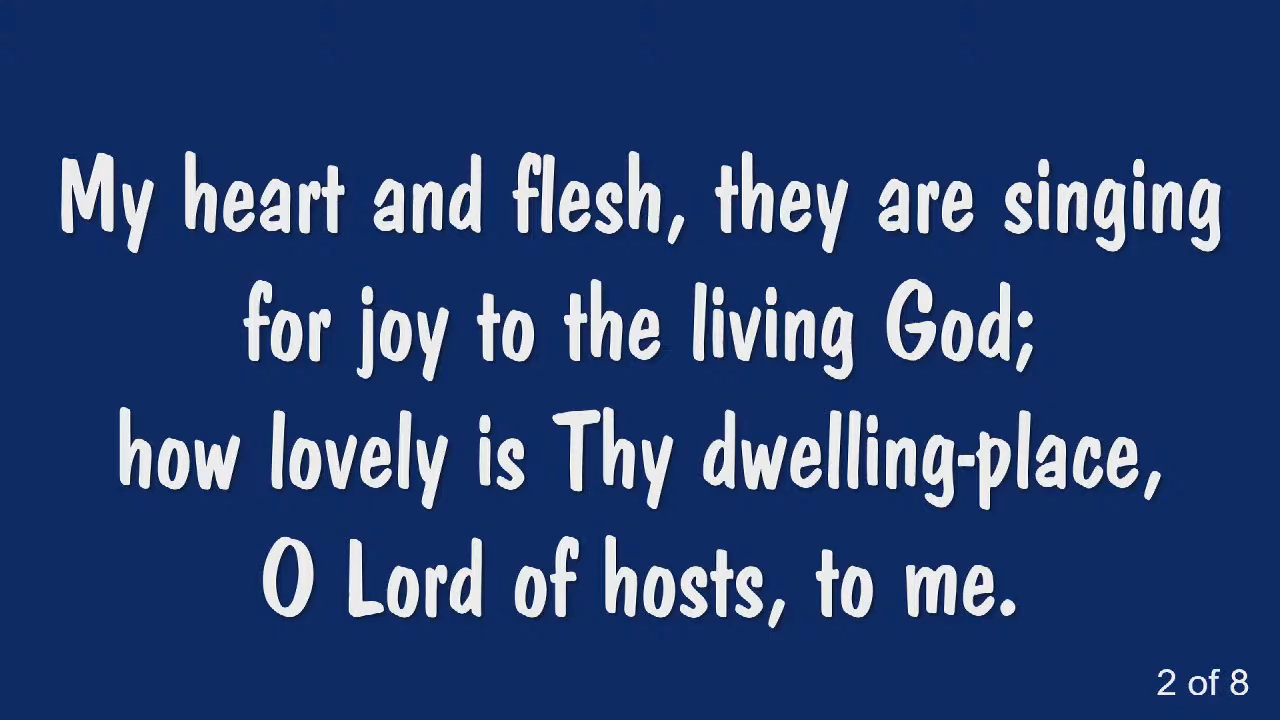 My heart and flesh, they are singing
for joy to the living God;
how lovely is Thy dwelling-place,
O Lord of hosts, to me.
2 of 8